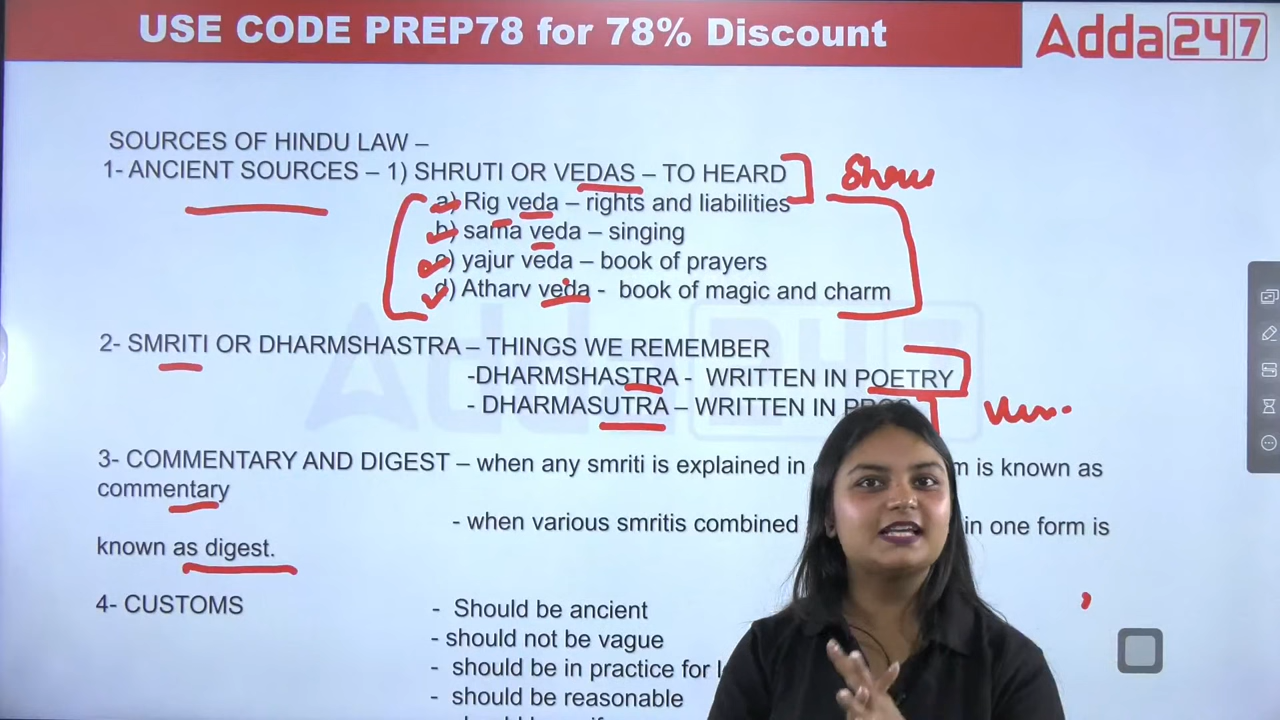 USE CODE PREP78 for 78% Discount
Adda247
SOURCES OF HINDU LAW –
1- ANCIENT SOURCES – 1) SHRUTI OR VEDAS – TO HEARD
a) Rig veda – rights and liabilities
b) sama veda – singing
c) yajur veda – book of prayers
d) Atharv veda - book of magic and charm
2- SMRITI OR DHARMSHASTRA – THINGS WE REMEMBER
-DHARMSHASTRA - WRITTEN IN POETRY
- DHARMASUTRA – WRITTEN IN
3- COMMENTARY AND DIGEST – when any smriti is explained in is known as
commentary
- when various smritis combined in one form is
known as digest.
4- CUSTOMS - Should be ancient
- should not be vague
- should be in practice for
- should be reasonable